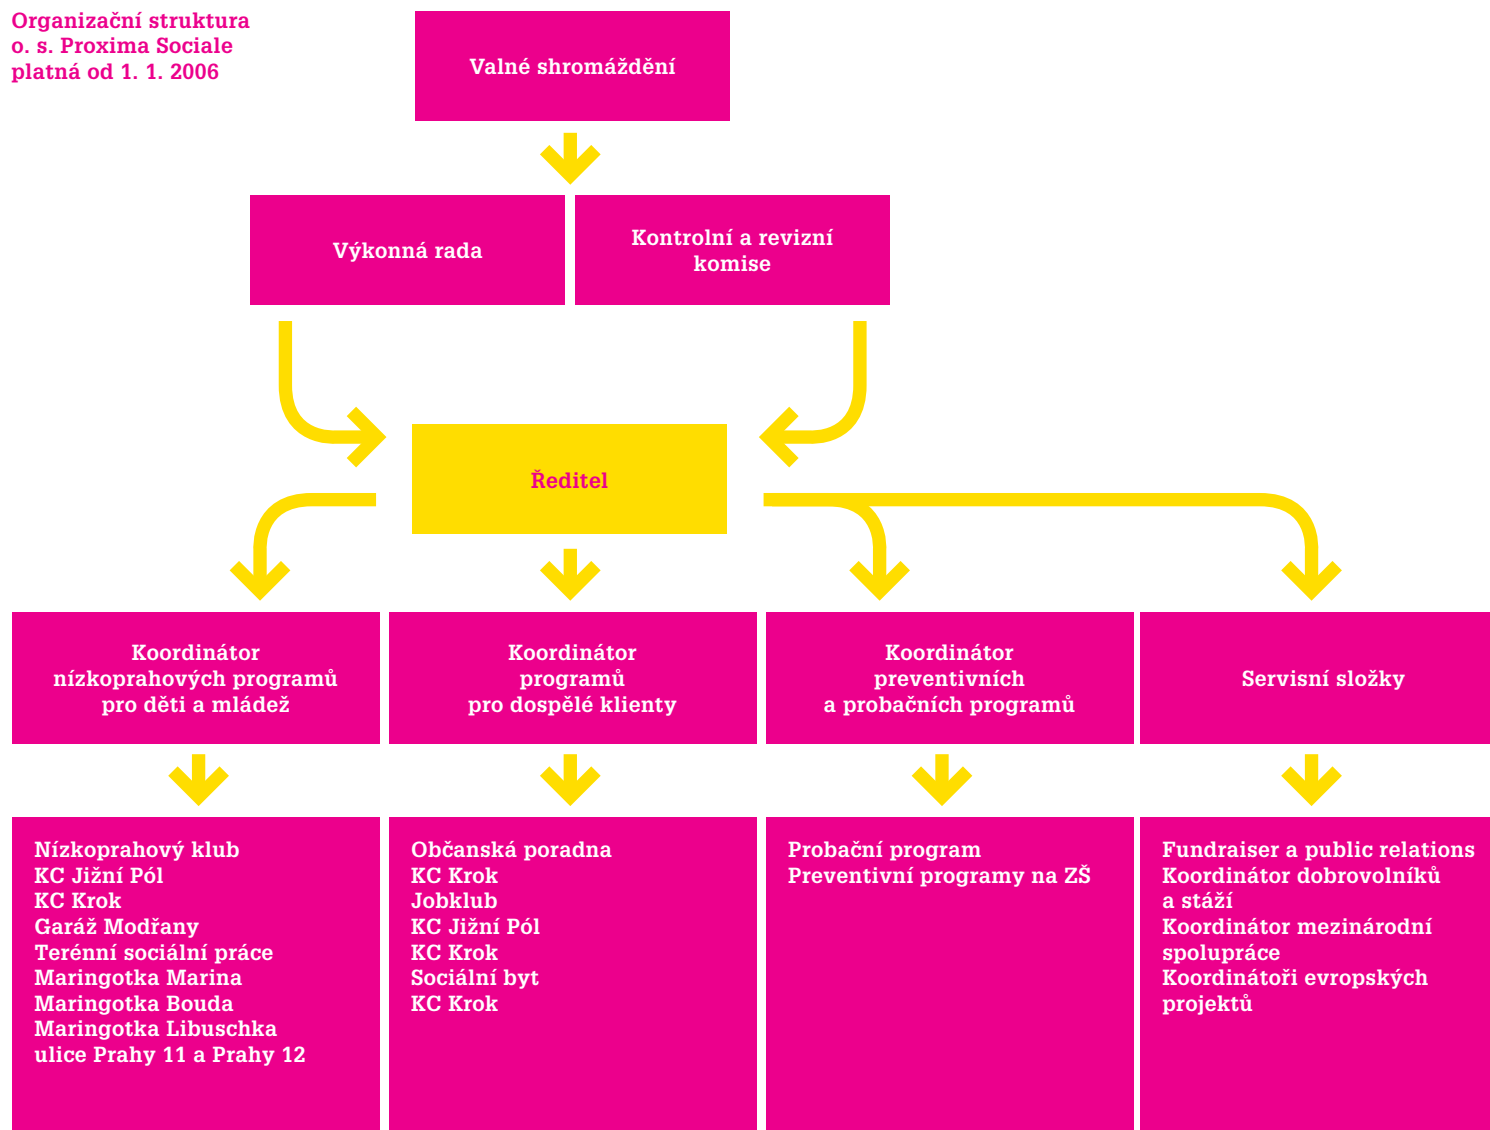 Organizační struktura
o. s. Proxima Sociale
platná od 1. 1. 2006
Valné shromáždění
Výkonná rada
Kontrolní a revizní
komise
Ředitel
Koordinátor
nízkoprahových programů
pro děti a mládež
Koordinátor
programů
pro dospělé klienty
Koordinátor
preventivních
a probačních programů
Servisní složky
Nízkoprahový klub
KC Jižní Pól
KC Krok
Garáž Modřany
Terénní sociální práce
Maringotka Marina
Maringotka Bouda
Maringotka Libuschka
ulice Prahy 11 a Prahy 12
Občanská poradna
KC Krok
Jobklub
KC Jižní Pól
KC Krok
Sociální byt
KC Krok
Probační program
Preventivní programy na ZŠ
Fundraiser a public relations
Koordinátor dobrovolníků
a stáží
Koordinátor mezinárodní
spolupráce
Koordinátoři evropských
projektů